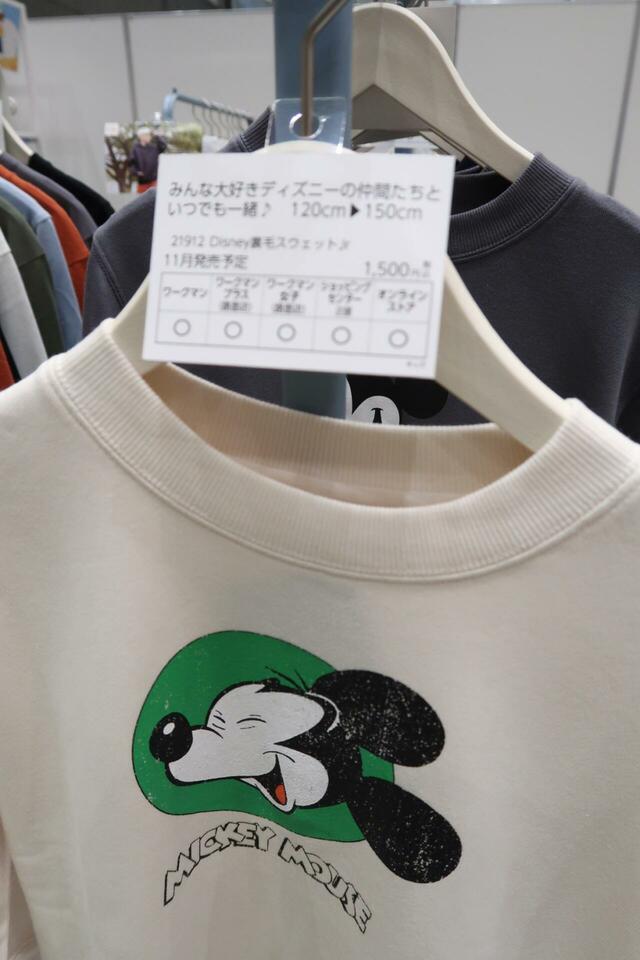 みんな大好きディズニーの仲間たちと
いつでも一緒♪ 120cm▶150cm
21912 Disney裏毛スウェットJr
11月発売予定 1,500円
ワークマン ワークマンプラス ワークマン女子 ショッピングセンター オンラインストア
○ ○ ○ ○ ○
MICKEY MOUSE